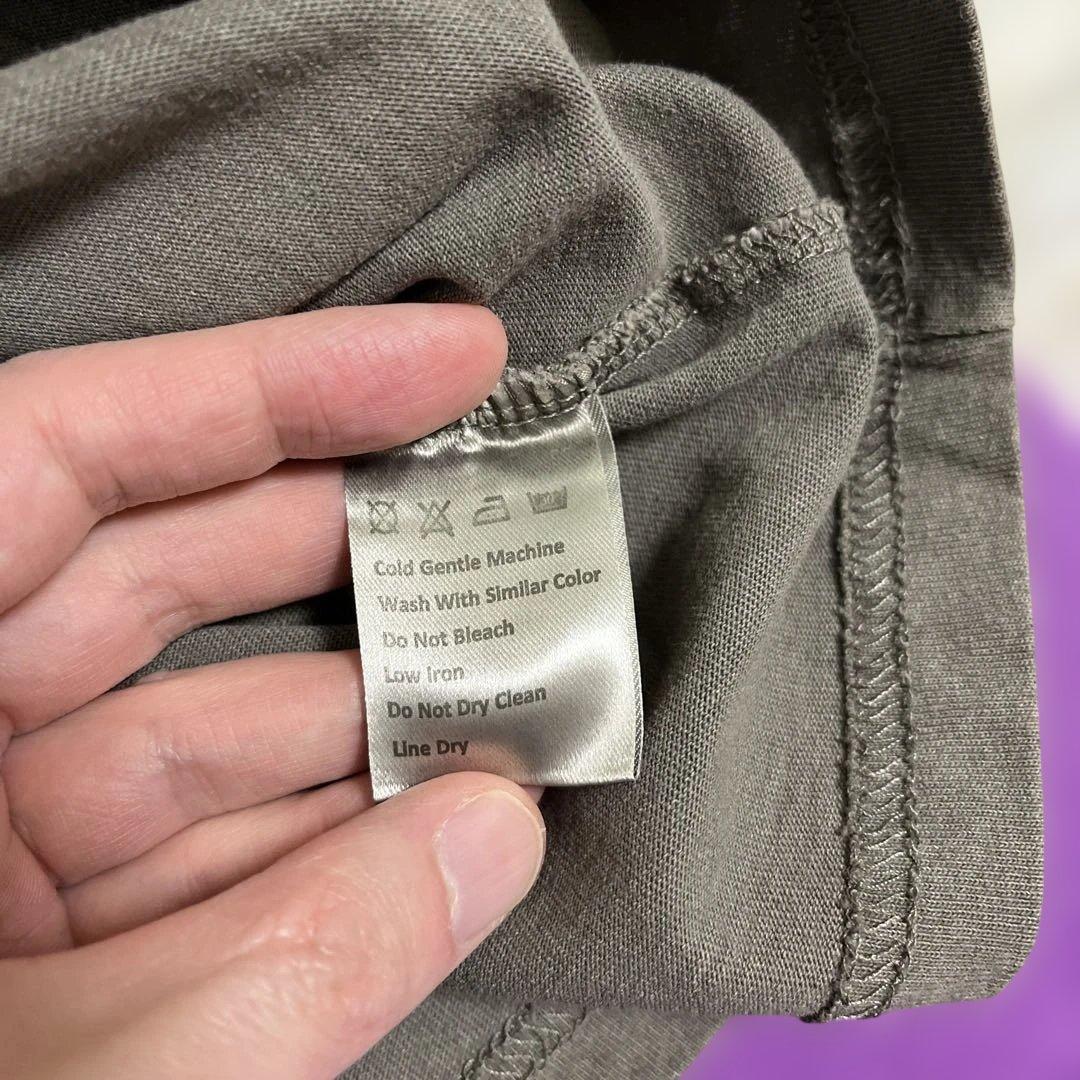 Cold Gentle Machine
Wash With Similar Color
Do Not Bleach
Low Iron
Do Not Dry Clean
Line Dry